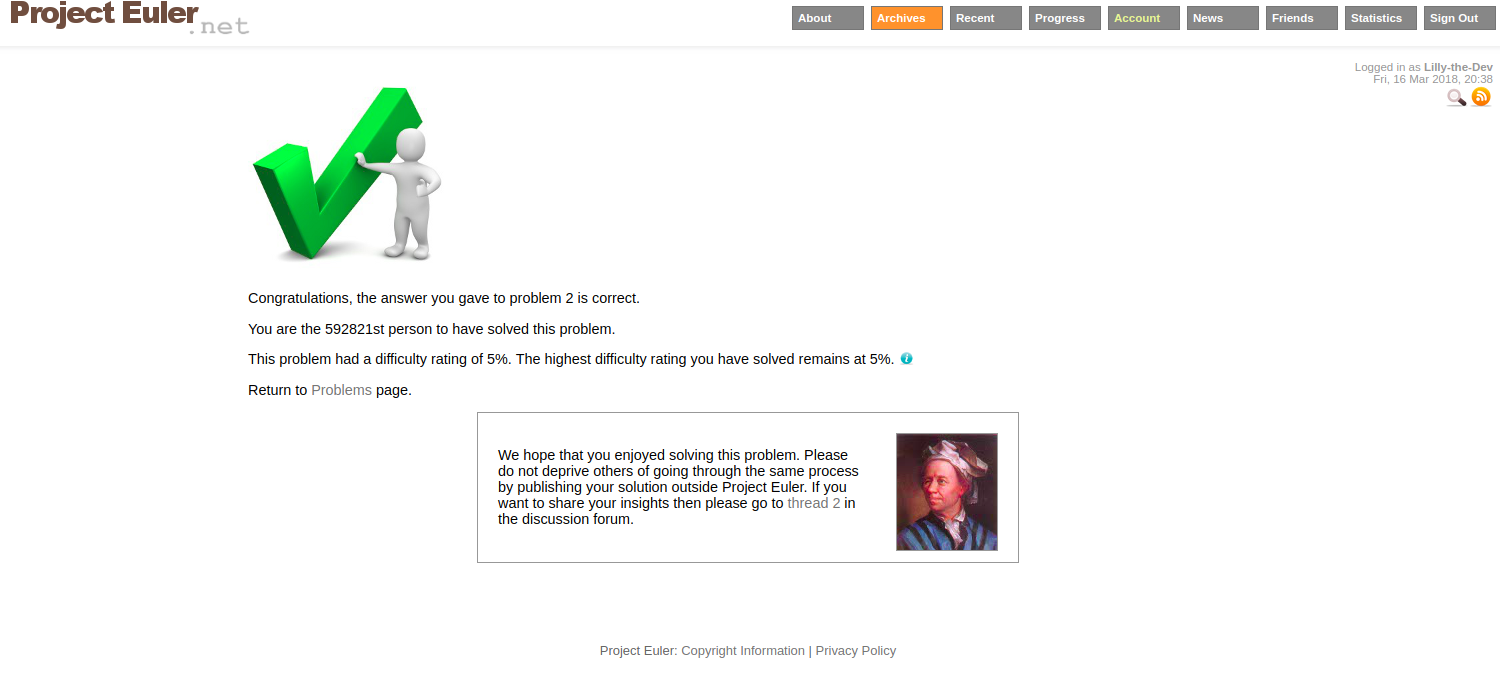 Project Euler
.net
About Archives Recent Progress Account News Friends Statistics Sign Out
Logged in as Lilly-the-Dev
Fri, 16 Mar 2018, 20:38
Congratulations, the answer you gave to problem 2 is correct.
You are the 592821st person to have solved this problem.
This problem had a difficulty rating of 5%. The highest difficulty rating you have solved remains at 5%.
Return to Problems page.
We hope that you enjoyed solving this problem. Please
do not deprive others of going through the same process
by publishing your solution outside Project Euler. If you
want to share your insights then please go to thread 2 in
the discussion forum.
Project Euler: Copyright Information | Privacy Policy